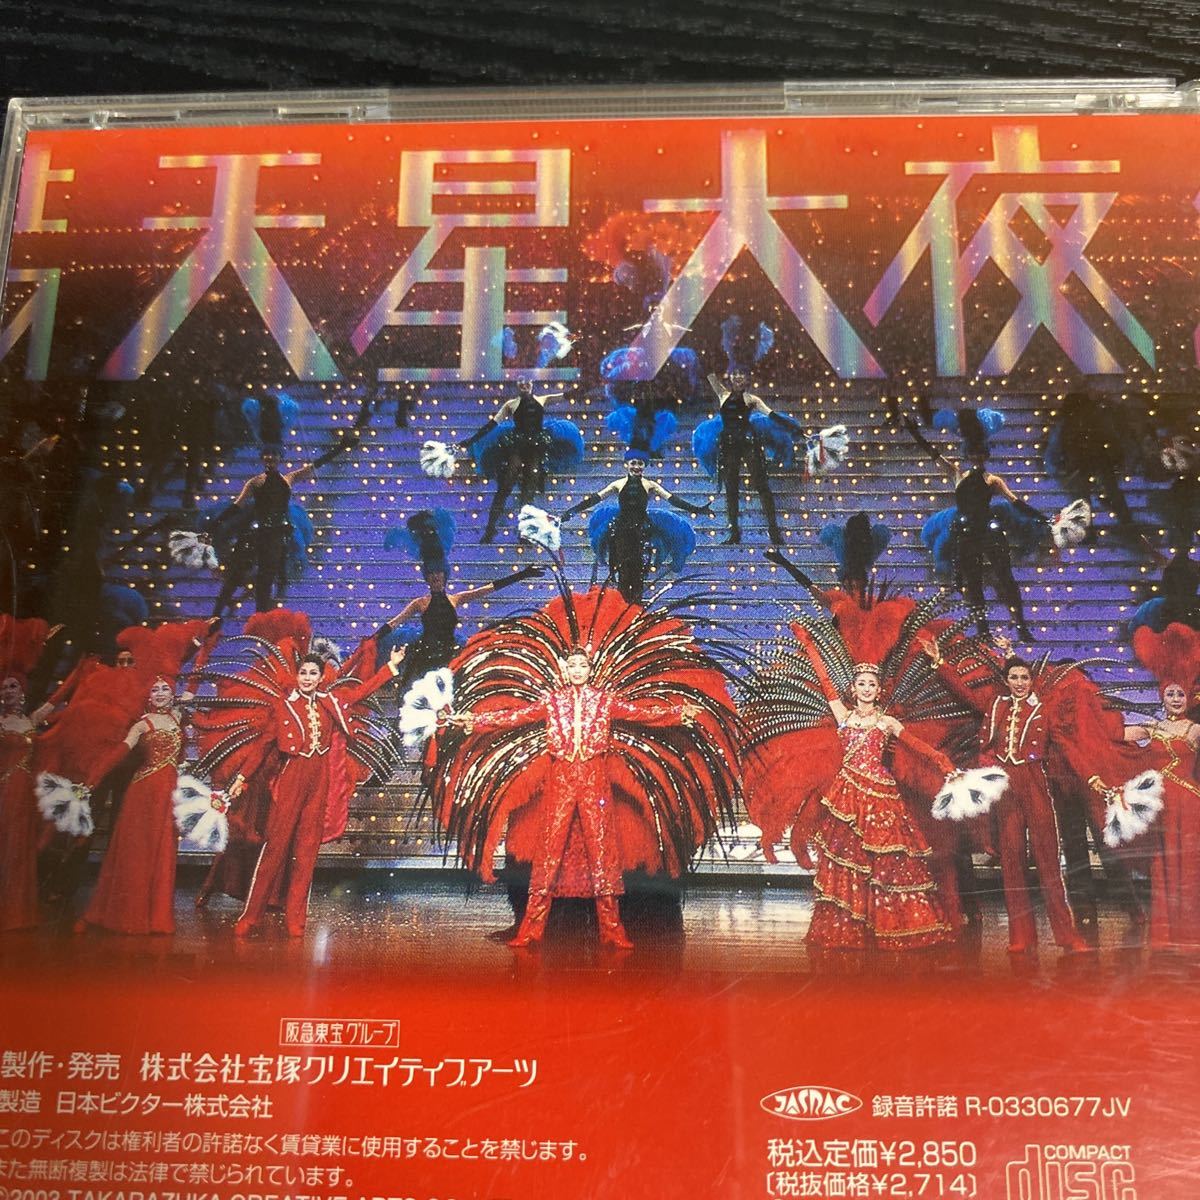 天星大夜
阪急東宝グループ
製作・発売 株式会社宝塚クリエイティブアーツ
製造 日本ビクター株式会社
このディスクは権利者の許諾なく賃貸業に使用することを禁じます。
また無断複製は法律で禁じられています。
©2003 TAKARAZUKA CREATIVE ARTS CO
JASRAC 録音許諾 R-0330677JV
税込定価¥2,850
[税抜価格¥2,714]
COMPACT
disc